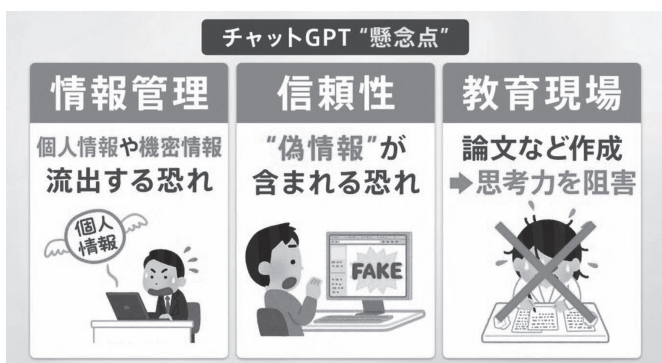 チャットGPT “懸念点”
情報管理
個人情報や機密情報
流出する恐れ
個人
情報
信頼性
“偽情報”が
含まれる恐れ
FAKE
教育現場
論文など作成
➡思考力を阻害